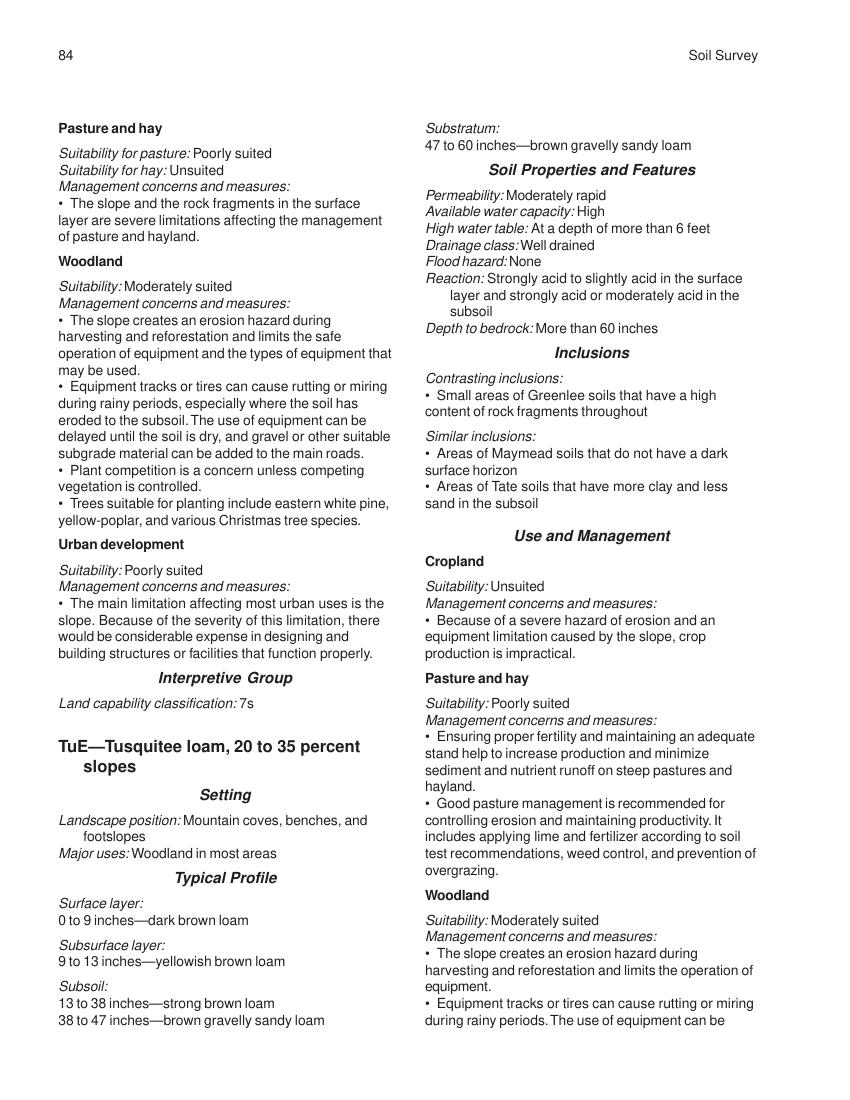 84
Soil Survey
Pasture and hay
Suitability for pasture: Poorly suited
Suitability for hay: Unsuited
Management concerns and measures:
• The slope and the rock fragments in the surface
layer are severe limitations affecting the management
of pasture and hayland.
Woodland
Suitability: Moderately suited
Management concerns and measures:
• The slope creates an erosion hazard during
harvesting and reforestation and limits the safe
operation of equipment and the types of equipment that
may be used.
• Equipment tracks or tires can cause rutting or miring
during rainy periods, especially where the soil has
eroded to the subsoil. The use of equipment can be
delayed until the soil is dry, and gravel or other suitable
subgrade material can be added to the main roads.
• Plant competition is a concern unless competing
vegetation is controlled.
• Trees suitable for planting include eastern white pine,
yellow-poplar, and various Christmas tree species.
Urban development
Suitability: Poorly suited
Management concerns and measures:
• The main limitation affecting most urban uses is the
slope. Because of the severity of this limitation, there
would be considerable expense in designing and
building structures or facilities that function properly.
Interpretive Group
Land capability classification: 7s
TuE—Tusquitee loam, 20 to 35 percent
slopes
Setting
Landscape position: Mountain coves, benches, and
footslopes
Major uses: Woodland in most areas
Typical Profile
Surface layer:
0 to 9 inches—dark brown loam
Subsurface layer:
9 to 13 inches—yellowish brown loam
Subsoil:
13 to 38 inches—strong brown loam
38 to 47 inches—brown gravelly sandy loam
Substratum:
47 to 60 inches—brown gravelly sandy loam
Soil Properties and Features
Permeability: Moderately rapid
Available water capacity: High
High water table: At a depth of more than 6 feet
Drainage class: Well drained
Flood hazard: None
Reaction: Strongly acid to slightly acid in the surface
layer and strongly acid or moderately acid in the
subsoil
Depth to bedrock: More than 60 inches
Inclusions
Contrasting inclusions:
• Small areas of Greenlee soils that have a high
content of rock fragments throughout
Similar inclusions:
• Areas of Maymead soils that do not have a dark
surface horizon
• Areas of Tate soils that have more clay and less
sand in the subsoil
Use and Management
Cropland
Suitability: Unsuited
Management concerns and measures:
• Because of a severe hazard of erosion and an
equipment limitation caused by the slope, crop
production is impractical.
Pasture and hay
Suitability: Poorly suited
Management concerns and measures:
• Ensuring proper fertility and maintaining an adequate
stand help to increase production and minimize
sediment and nutrient runoff on steep pastures and
hayland.
• Good pasture management is recommended for
controlling erosion and maintaining productivity. It
includes applying lime and fertilizer according to soil
test recommendations, weed control, and prevention of
overgrazing.
Woodland
Suitability: Moderately suited
Management concerns and measures:
• The slope creates an erosion hazard during
harvesting and reforestation and limits the operation of
equipment.
• Equipment tracks or tires can cause rutting or miring
during rainy periods. The use of equipment can be